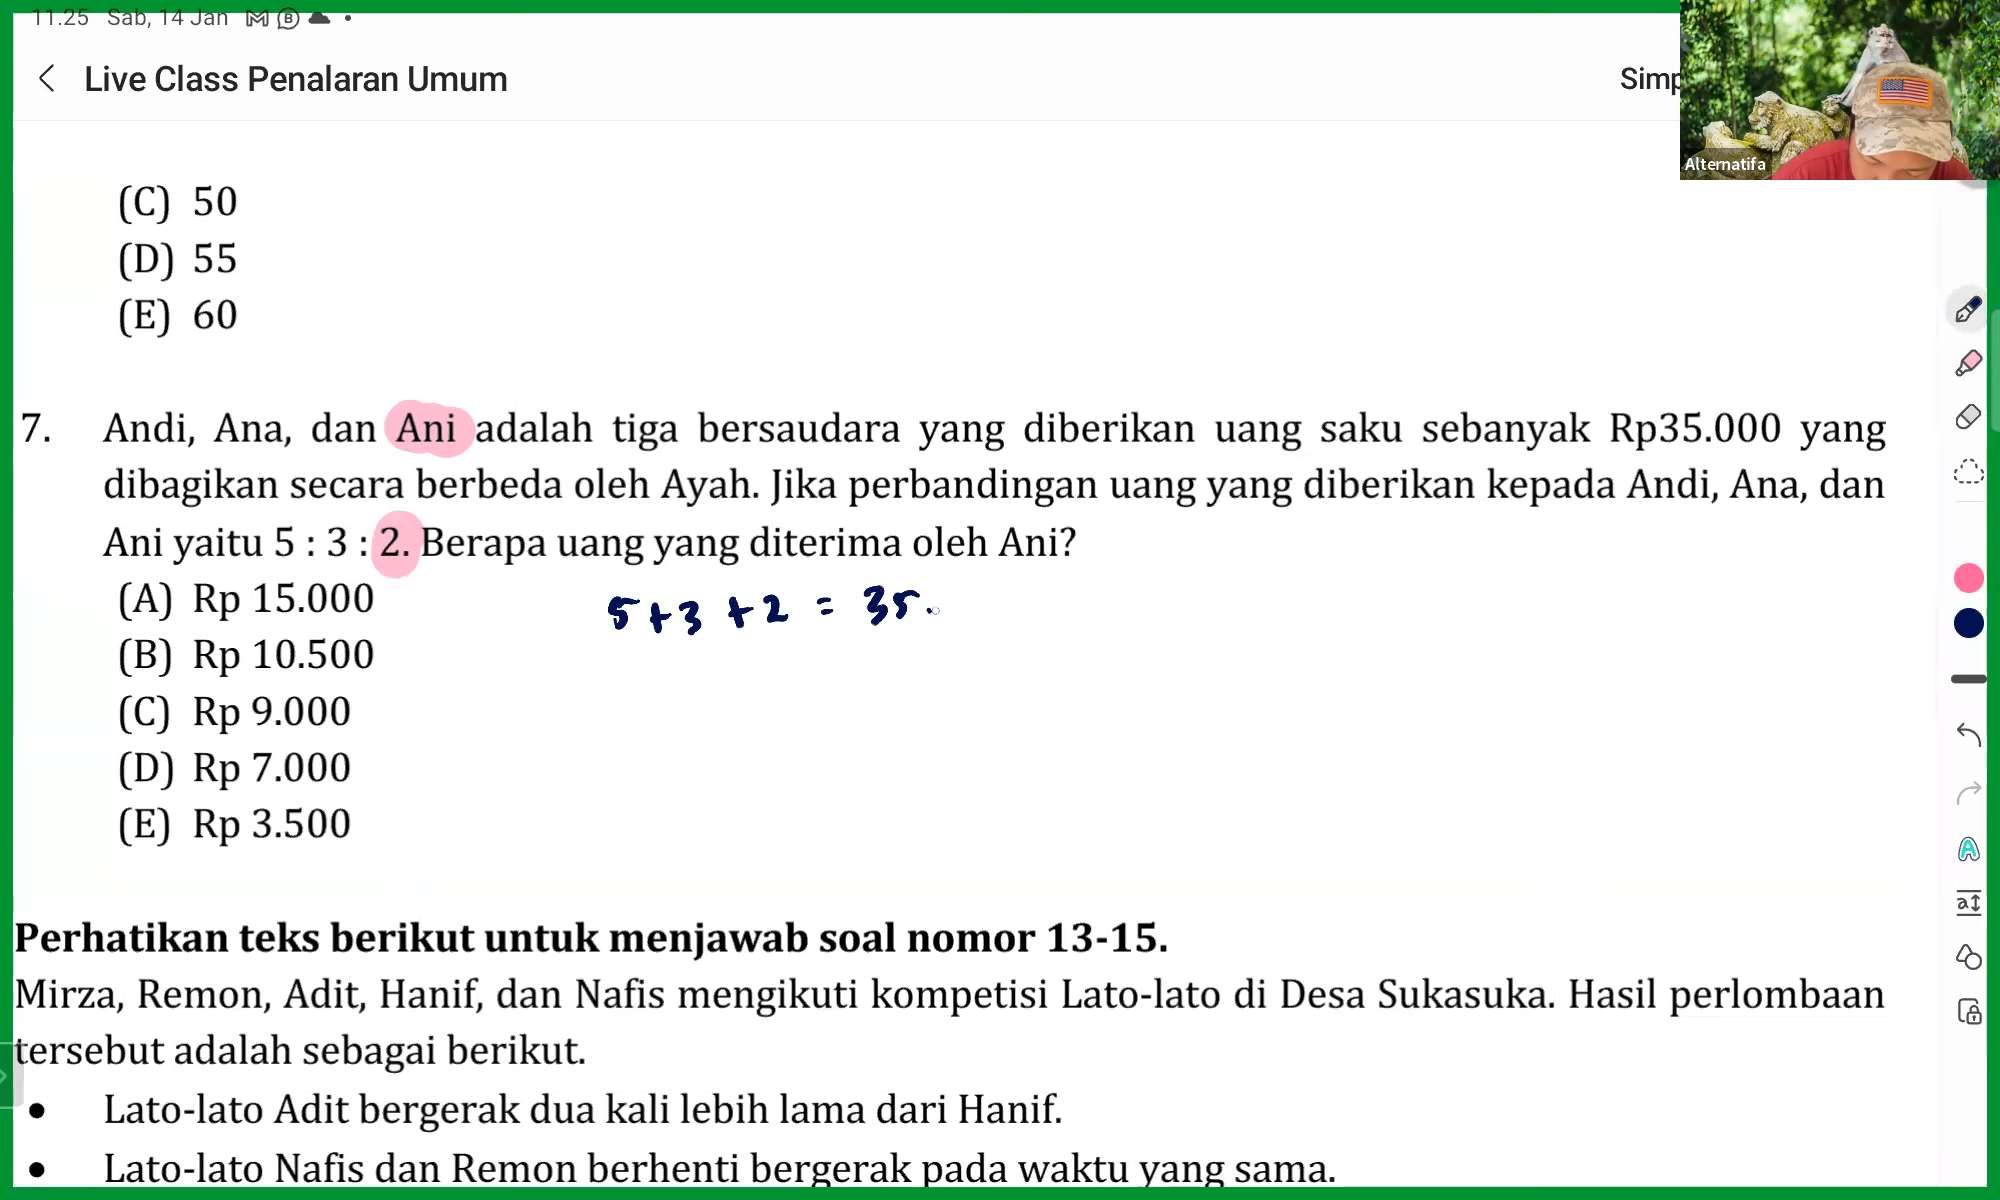 11.25 Sab, 14 Jan
Live Class Penalaran Umum
Simp
Alternatifa
(C) 50
(D) 55
(E) 60
7. Andi, Ana, dan Ani adalah tiga bersaudara yang diberikan uang saku sebanyak Rp35.000 yang
dibagikan secara berbeda oleh Ayah. Jika perbandingan uang yang diberikan kepada Andi, Ana, dan
Ani yaitu 5 : 3 : 2. Berapa uang yang diterima oleh Ani?
(A) Rp 15.000
5+3+2 = 35.
(B) Rp 10.500
(C) Rp 9.000
(D) Rp 7.000
(E) Rp 3.500
Perhatikan teks berikut untuk menjawab soal nomor 13-15.
Mirza, Remon, Adit, Hanif, dan Nafis mengikuti kompetisi Lato-lato di Desa Sukasuka. Hasil perlombaan
tersebut adalah sebagai berikut.
• Lato-lato Adit bergerak dua kali lebih lama dari Hanif.
• Lato-lato Nafis dan Remon berhenti bergerak pada waktu yang sama.